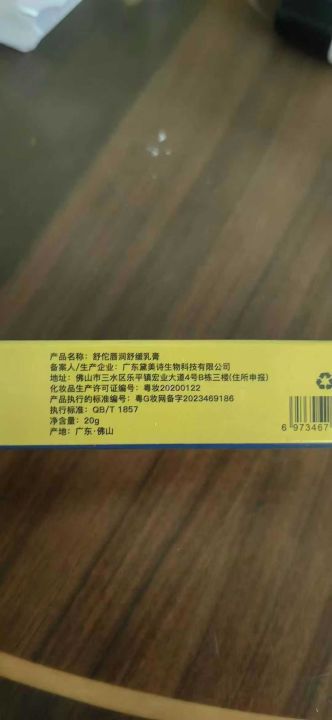 产品名称：舒佗唇润舒缓乳膏
备案人/生产企业：广东黛美诗生物科技有限公司
地址：佛山市三水区乐平镇宏业大道4号B栋三楼(住所申报)
化妆品生产许可证编号：粤妆20200122
产品执行的标准编号：粤G妆网备字2023469186
执行标准：QB/T 1857
净含量：20g
产地：广东·佛山
6 973467